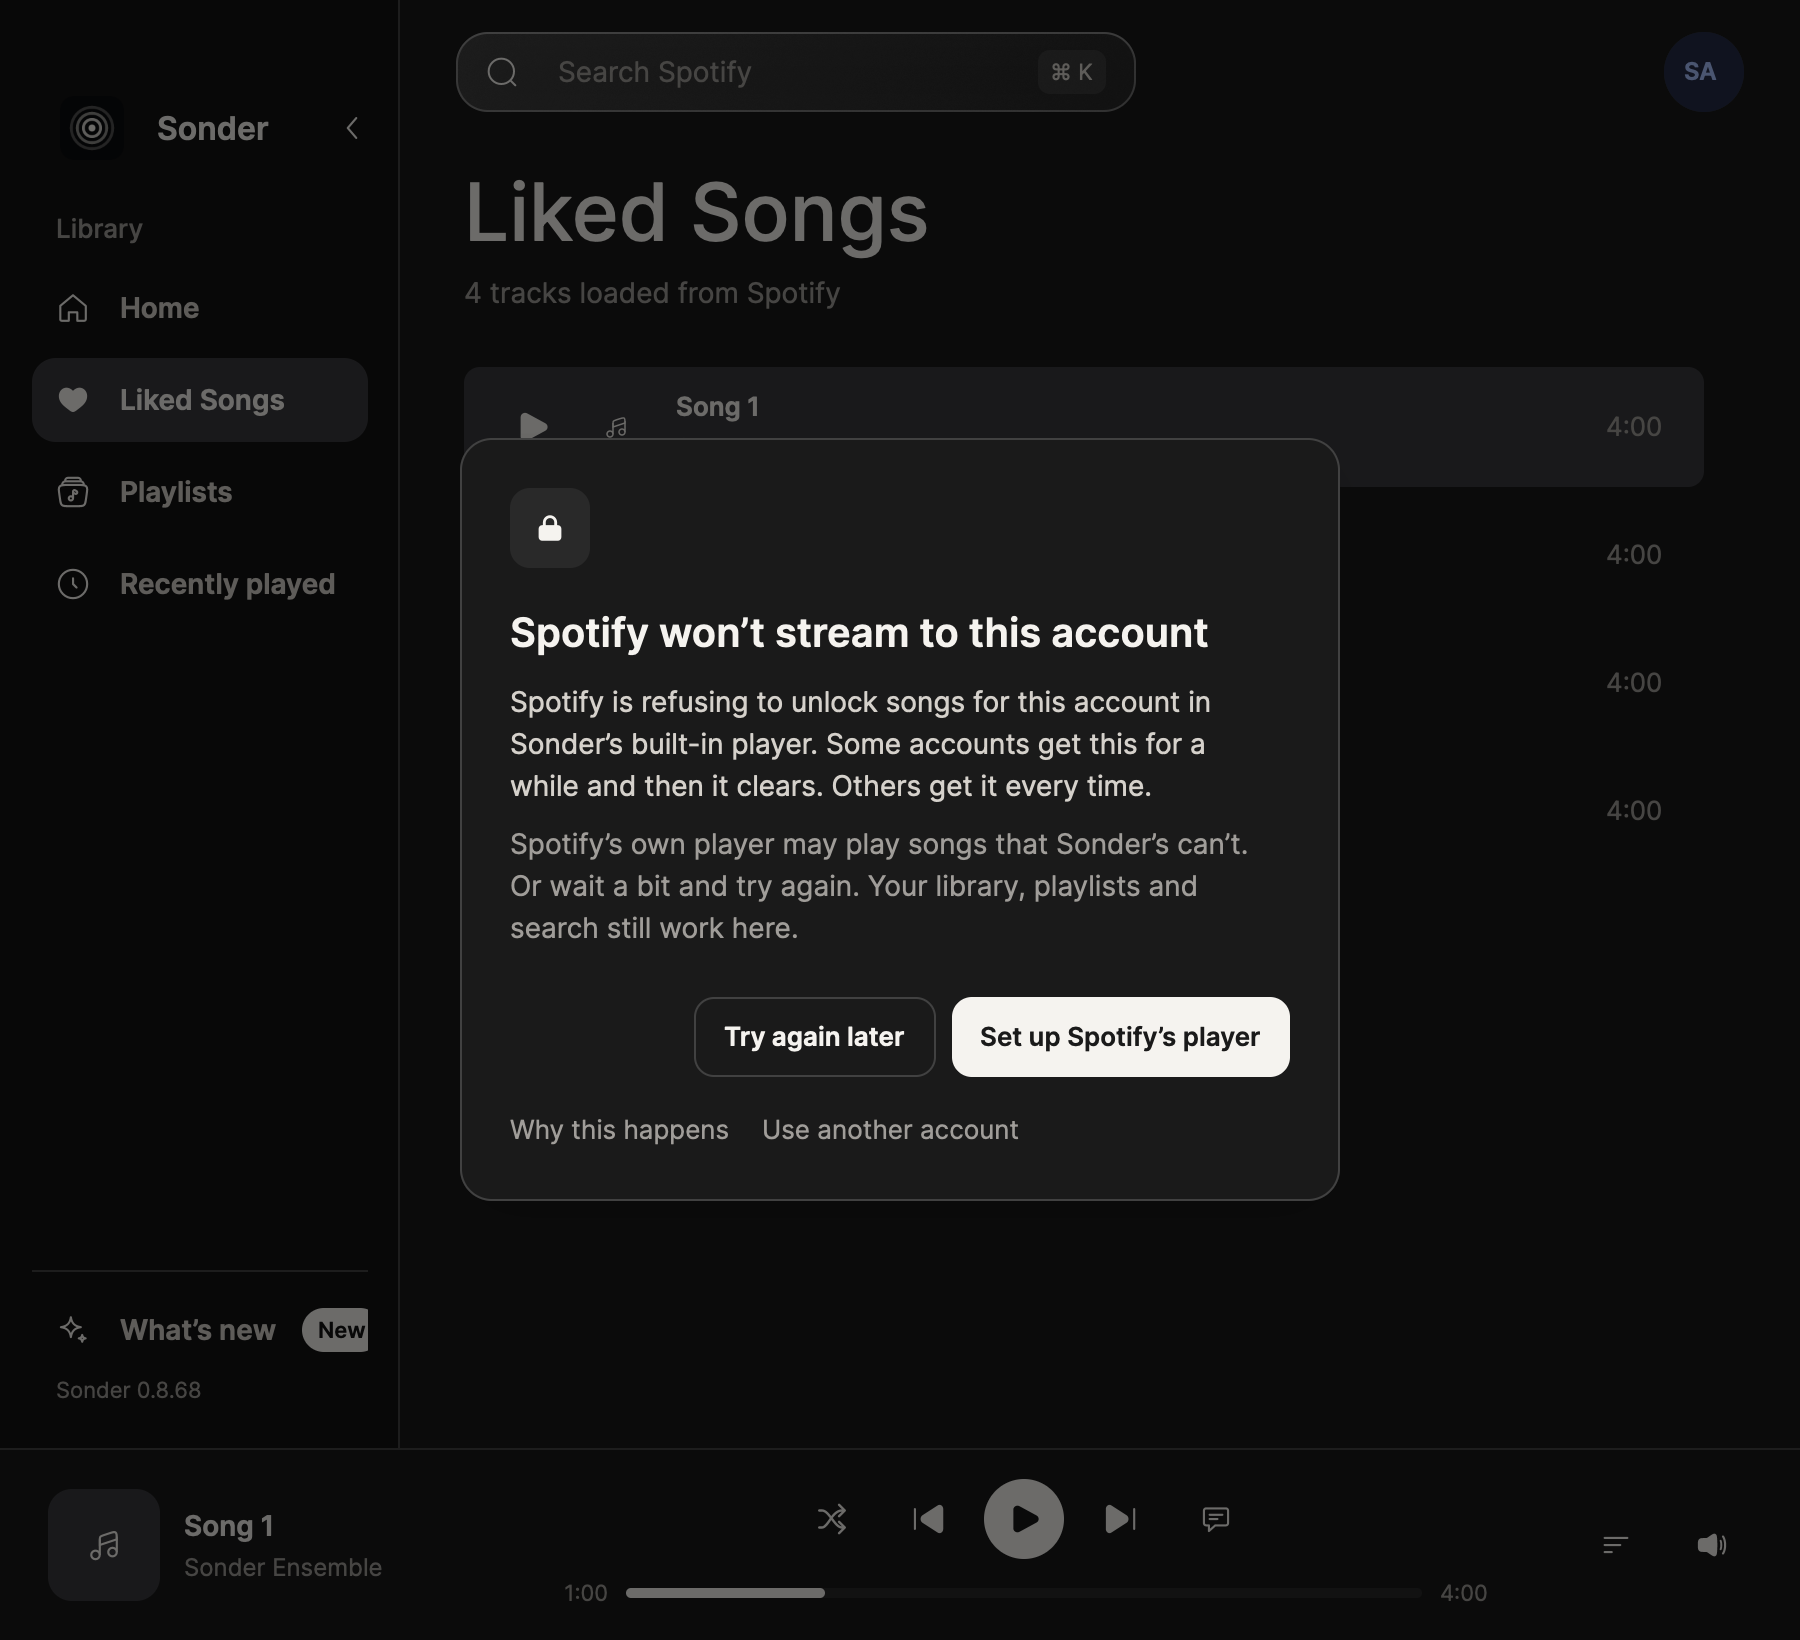 Search Spotify
⌘ K
SA
Sonder
Library
Home
Liked Songs
Playlists
Recently played
What’s new
New
Sonder 0.8.68
Liked Songs
4 tracks loaded from Spotify
Song 1
4:00
4:00
4:00
4:00
Spotify won’t stream to this account
Spotify is refusing to unlock songs for this account in
Sonder’s built-in player. Some accounts get this for a
while and then it clears. Others get it every time.
Spotify’s own player may play songs that Sonder’s can’t.
Or wait a bit and try again. Your library, playlists and
search still work here.
Try again later
Set up Spotify’s player
Why this happens
Use another account
Song 1
Sonder Ensemble
1:00
4:00